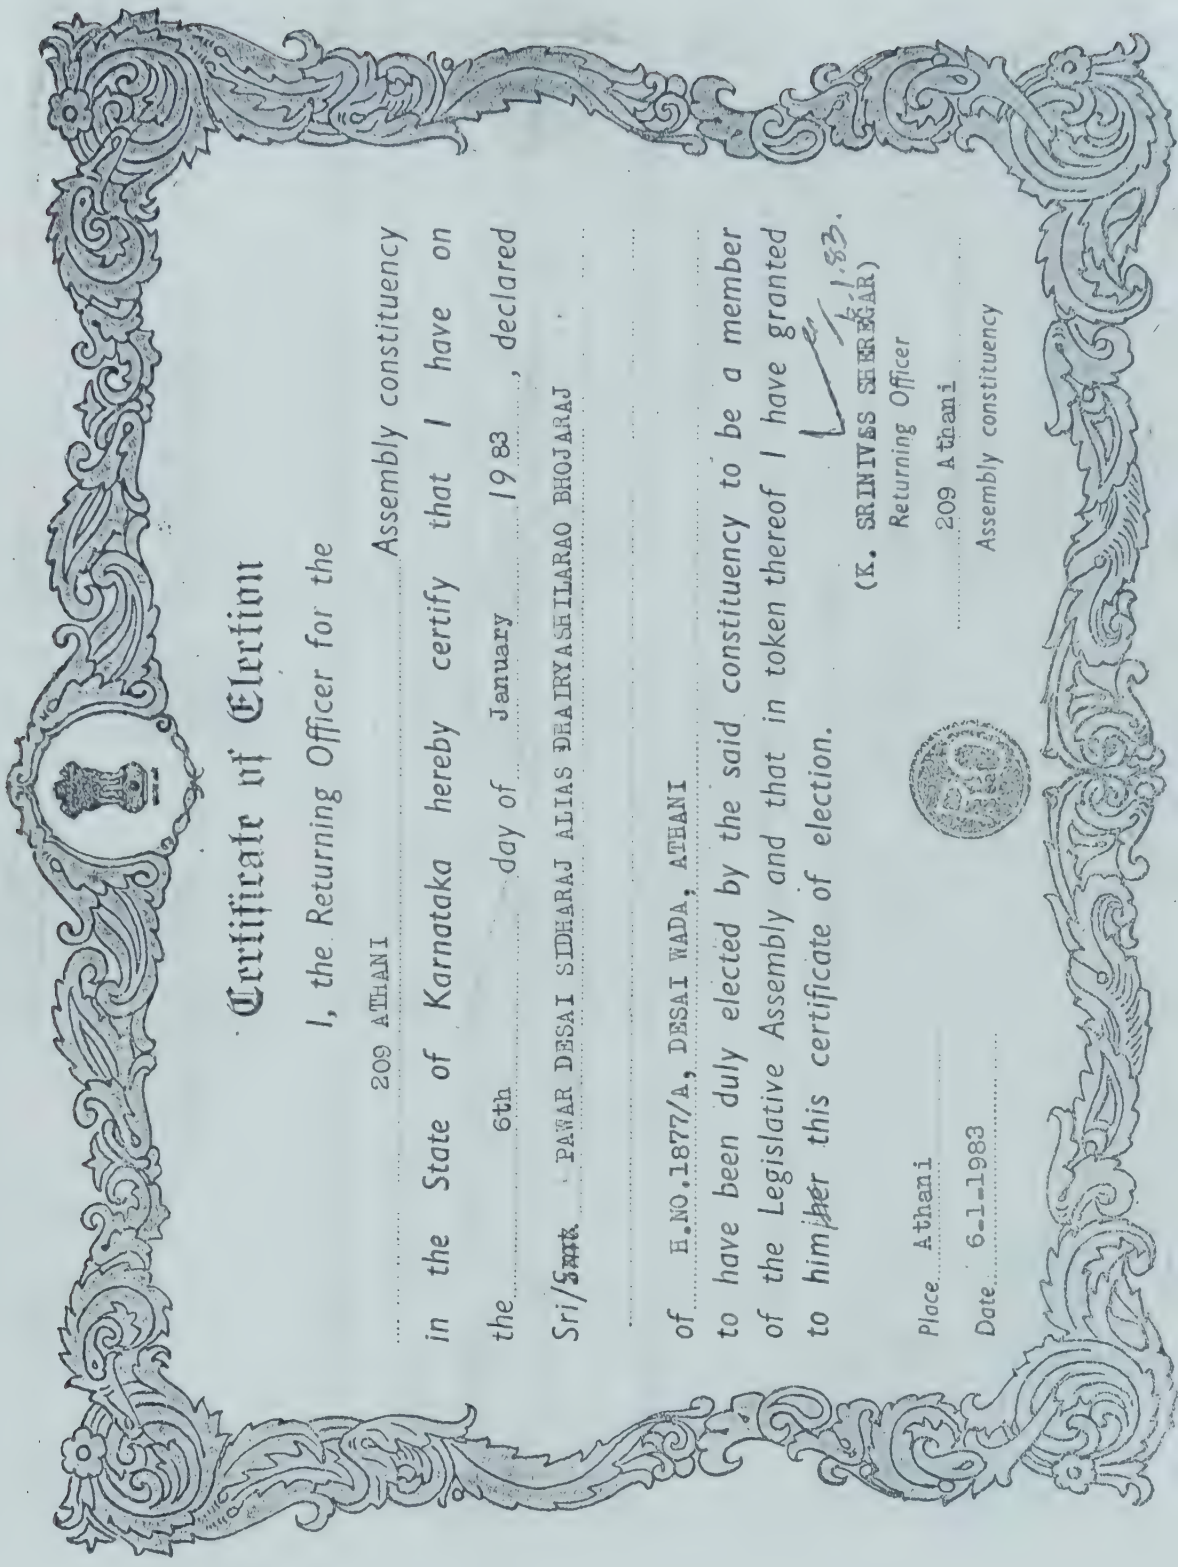 Certificate of Election
I, the Returning Officer for the
209 ATHANI Assembly constituency
in the State of Karnataka hereby certify that I have on
the 6th day of January 1983, declared
Sri/Smt PAWAR DESAI SIDHARAJ ALIAS DHAIRYASHILARAO BHOJARAJ
of H.NO.1877/A, DESAI WADA, ATHANI
to have been duly elected by the said constituency to be a member
of the Legislative Assembly and that in token thereof I have granted
to him/her this certificate of election.
6.1.83.
(K. SRINIVAS SHEREGAR)
Returning Officer
Place Athani
209 Athani
Date 6-1-1983
Assembly constituency
RO